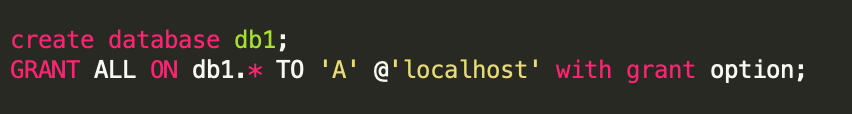 create database db1;
GRANT ALL ON db1.* TO 'A' @'localhost' with grant option;